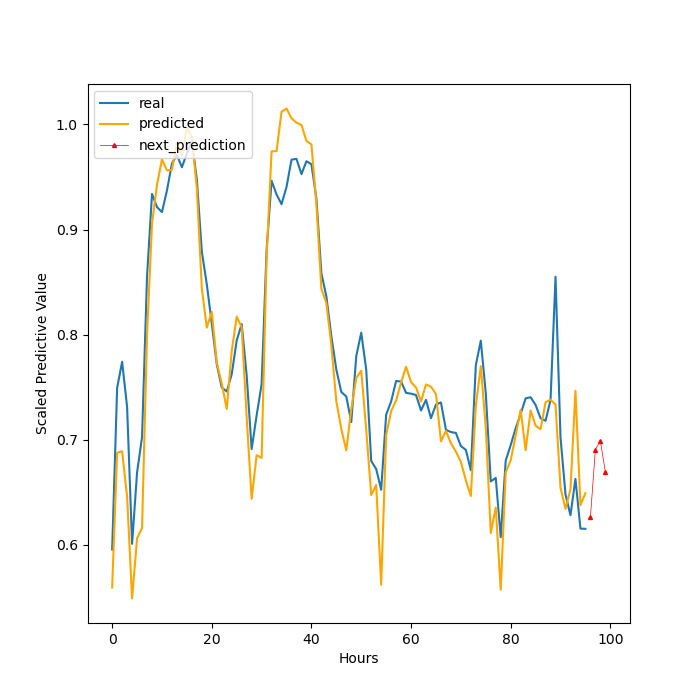 real
predicted
next_prediction
1.0
0.9
0.8
0.7
0.6
Scaled Predictive Value
0 20 40 60 80 100
Hours